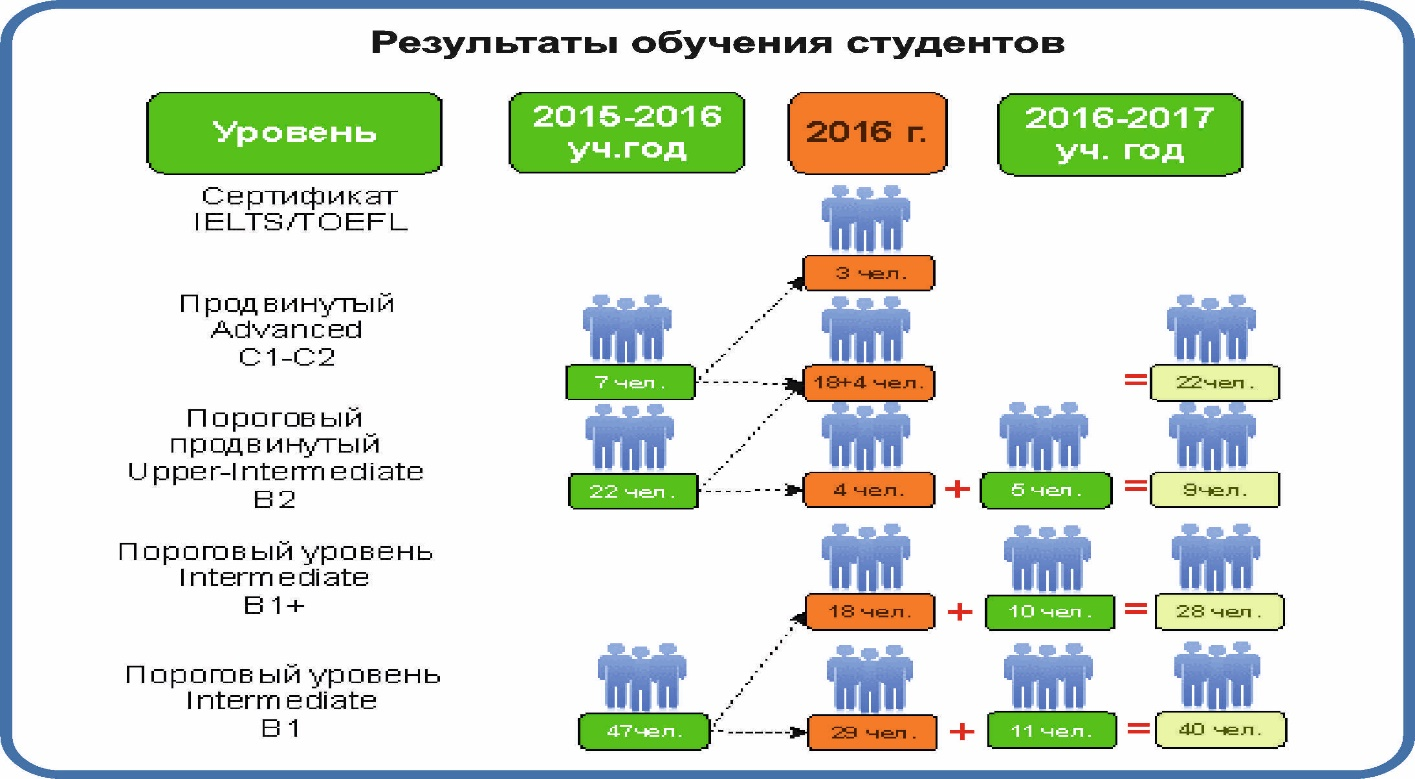 Результаты обучения студентов
Уровень
2015-2016
уч.год
2016 г.
2016-2017
уч. год
Сертификат
IELTS/TOEFL
3 чел.
Продвинутый
Advanced
C1-C2
7 чел.
18+4 чел.
=
22чел.
Пороговый
продвинутый
Upper-Intermediate
B2
22 чел.
4 чел.
+
5 чел.
=
9чел.
Пороговый уровень
Intermediate
B1+
18 чел.
+
10 чел.
=
28 чел.
Пороговый уровень
Intermediate
B1
47чел.
29 чел.
+
11 чел.
=
40 чел.